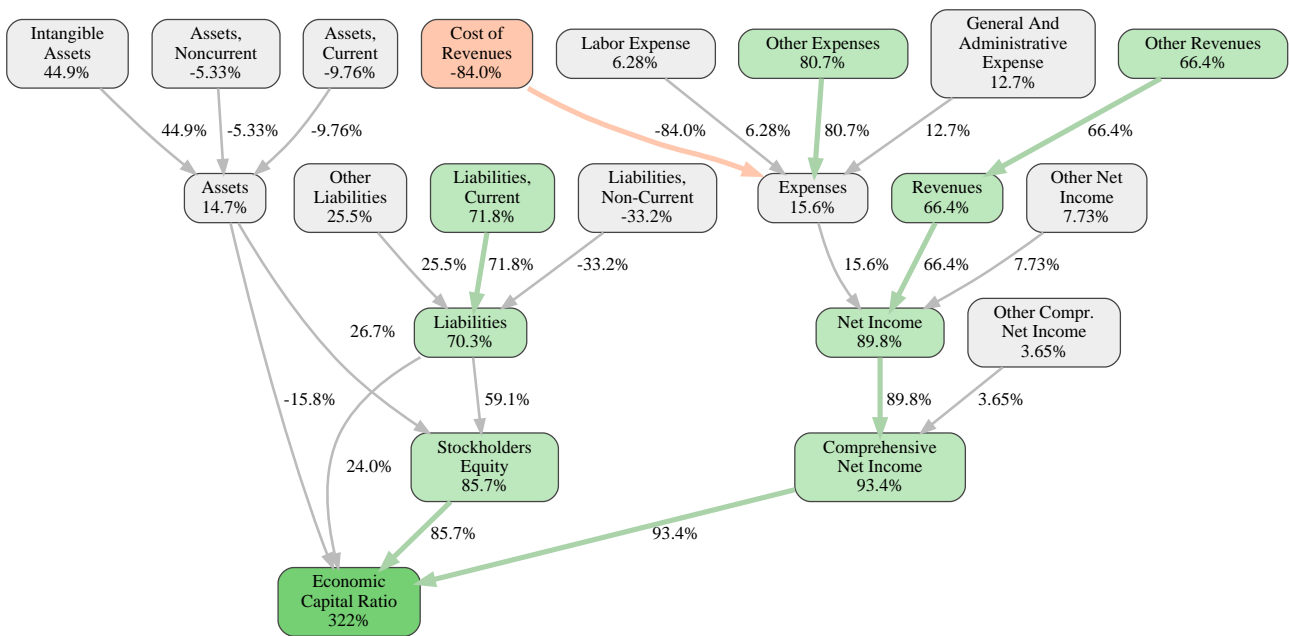 Intangible
Assets
44.9%
Assets,
Noncurrent
-5.33%
Assets,
Current
-9.76%
Cost of
Revenues
-84.0%
Labor Expense
6.28%
Other Expenses
80.7%
General And
Administrative
Expense
12.7%
Other Revenues
66.4%
44.9%
-5.33%
-9.76%
-84.0%
6.28%
80.7%
12.7%
66.4%
Assets
14.7%
Other
Liabilities
25.5%
Liabilities,
Current
71.8%
Liabilities,
Non-Current
-33.2%
Expenses
15.6%
Revenues
66.4%
Other Net
Income
7.73%
25.5%
71.8%
-33.2%
15.6%
66.4%
7.73%
26.7%
Liabilities
70.3%
Net Income
89.8%
Other Compr.
Net Income
3.65%
-15.8%
59.1%
89.8%
3.65%
24.0%
Stockholders
Equity
85.7%
Comprehensive
Net Income
93.4%
85.7%
93.4%
Economic
Capital Ratio
322%